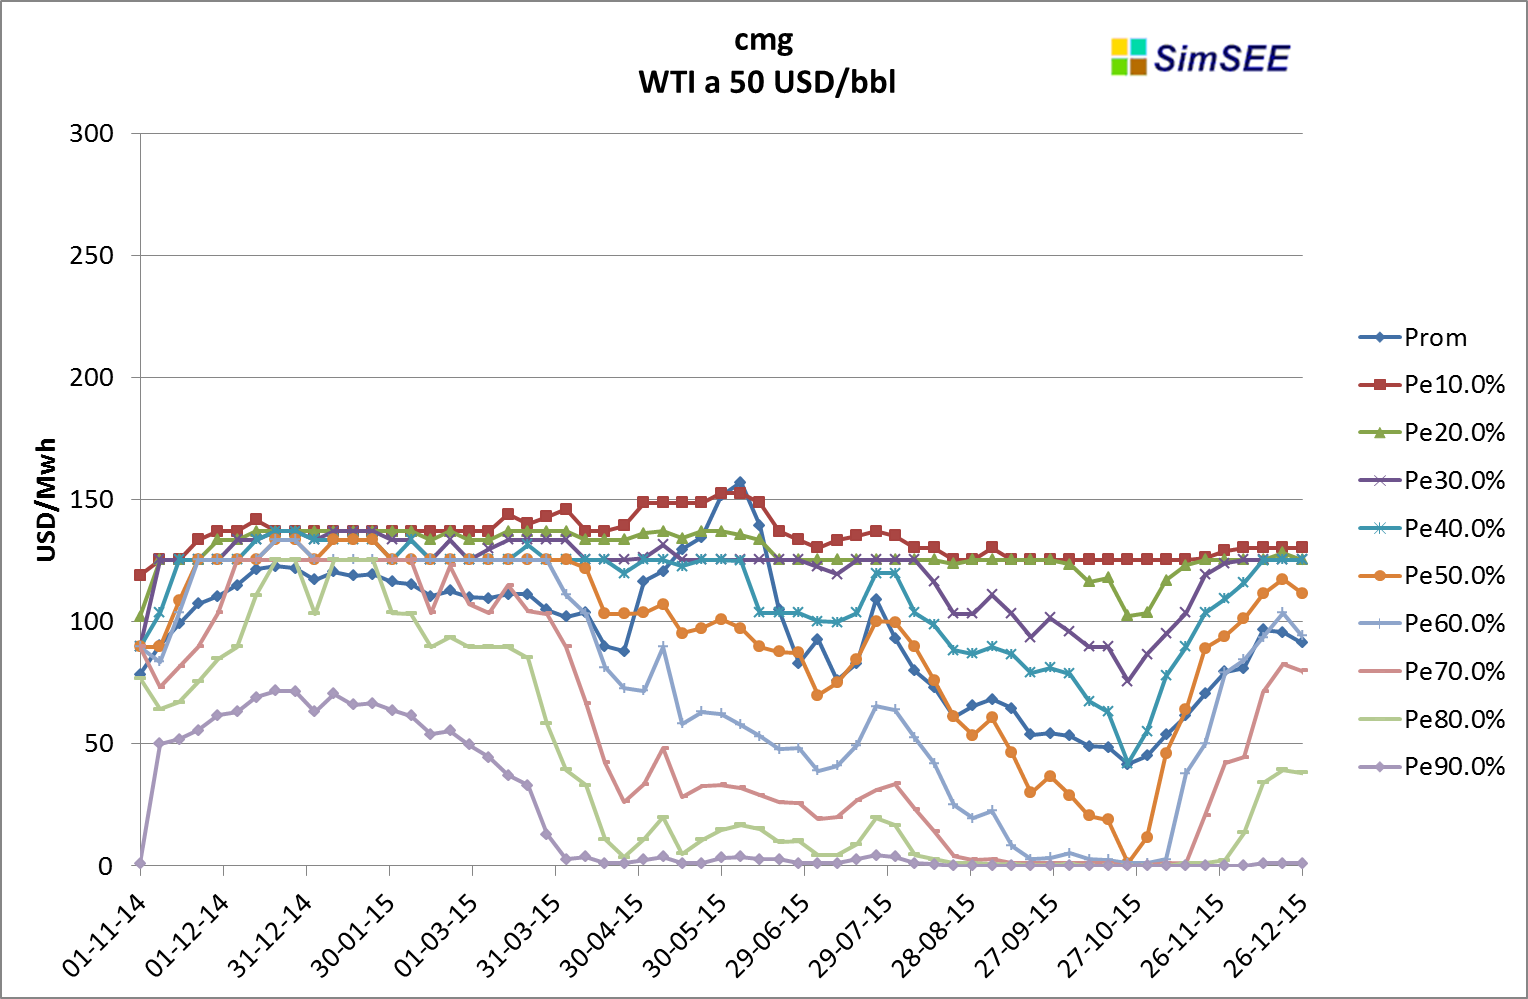 cmg
WTI a 50 USD/bbl
SimSEE
300
250
200
150
100
50
0
USD/Mwh
01-11-14
01-12-14
31-12-14
30-01-15
01-03-15
31-03-15
30-04-15
30-05-15
29-06-15
29-07-15
28-08-15
27-09-15
27-10-15
26-11-15
26-12-15
Prom
Pe10.0%
Pe20.0%
Pe30.0%
Pe40.0%
Pe50.0%
Pe60.0%
Pe70.0%
Pe80.0%
Pe90.0%